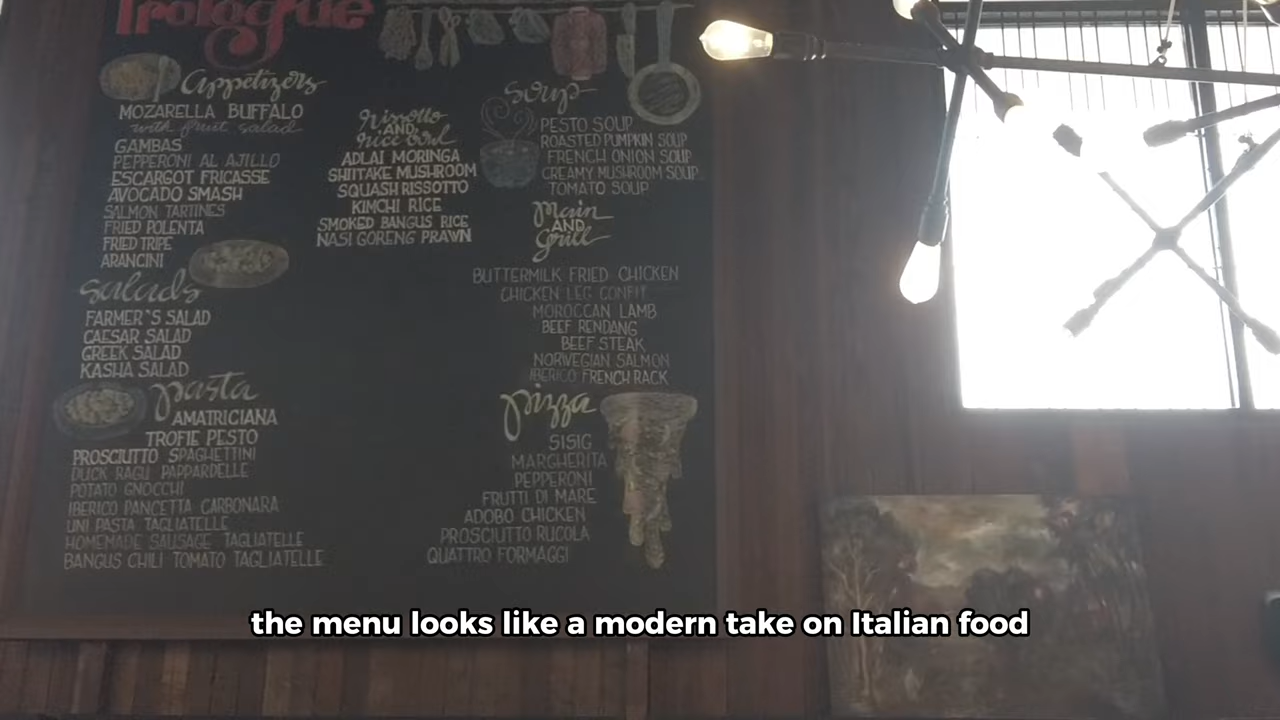 Prologue
Appetizers
MOZARELLA BUFFALO
with fruit salad
GAMBAS
PEPPERONI AL AJILLO
ESCARGOT FRICASSE
AVOCADO SMASH
SALMON TARTINES
FRIED POLENTA
FRIED TRIPE
ARANCINI
Salads
FARMER'S SALAD
CAESAR SALAD
GREEK SALAD
KASHA SALAD
Pasta
AMATRICIANA
TROFIE PESTO
PROSCIUTTO SPAGHETTINI
DUCK RAGU PAPPARDELLE
POTATO GNOCCHI
IBERICO PANCETTA CARBONARA
UNI PASTA TAGLIATELLE
HOMEMADE SAUSAGE TAGLIATELLE
BANGUS CHILI TOMATO TAGLIATELLE
Rissotto
AND
rice bowl
ADLAI MORINGA
SHIITAKE MUSHROOM
SQUASH RISSOTTO
KIMCHI RICE
SMOKED BANGUS RICE
NASI GORENG PRAWN
Soup
PESTO SOUP
ROASTED PUMPKIN SOUP
FRENCH ONION SOUP
CREAMY MUSHROOM SOUP
TOMATO SOUP
Main
AND
Grill
BUTTERMILK FRIED CHICKEN
CHICKEN LEG CONFIT
MOROCCAN LAMB
BEEF RENDANG
BEEF STEAK
NORWEGIAN SALMON
IBERICO FRENCH RACK
Pizza
SISIG
MARGHERITA
PEPPERONI
FRUTTI DI MARE
ADOBO CHICKEN
PROSCIUTTO RUCOLA
QUATTRO FORMAGGI
the menu looks like a modern take on Italian food